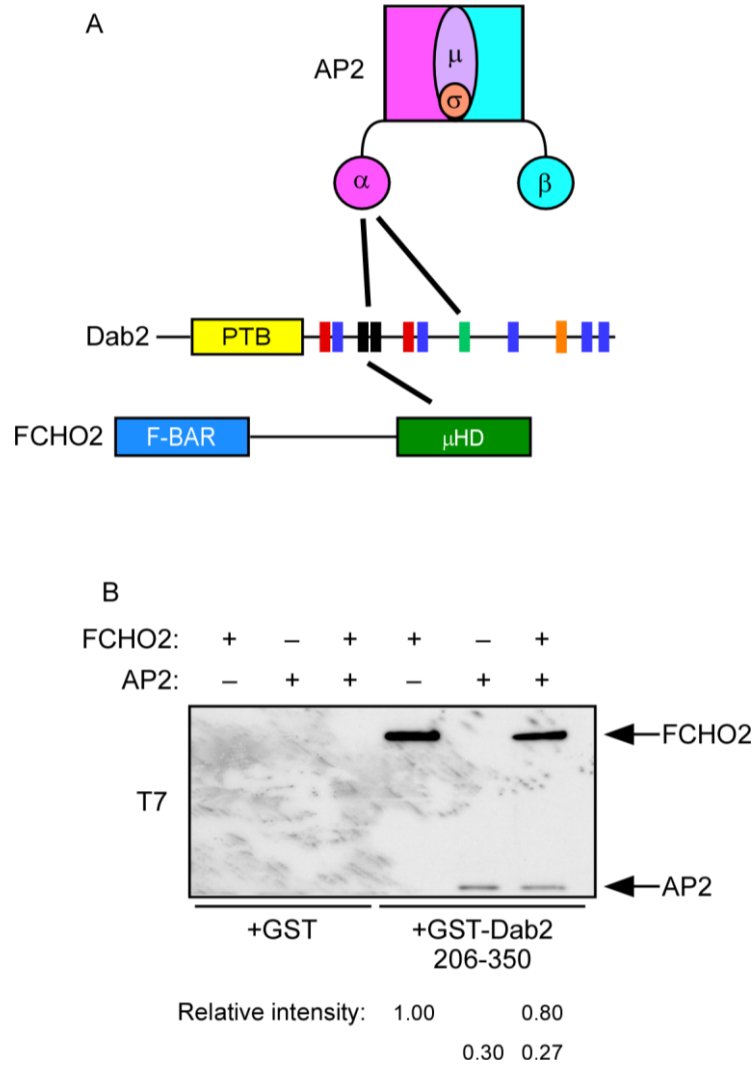 A
AP2
μ
σ
α
β
Dab2
PTB
FCHO2
F-BAR
μHD
B
FCHO2: + – + + – +
AP2: – + + – + +
T7
FCHO2
AP2
+GST
+GST-Dab2
206-350
Relative intensity: 1.00 0.80
0.30 0.27